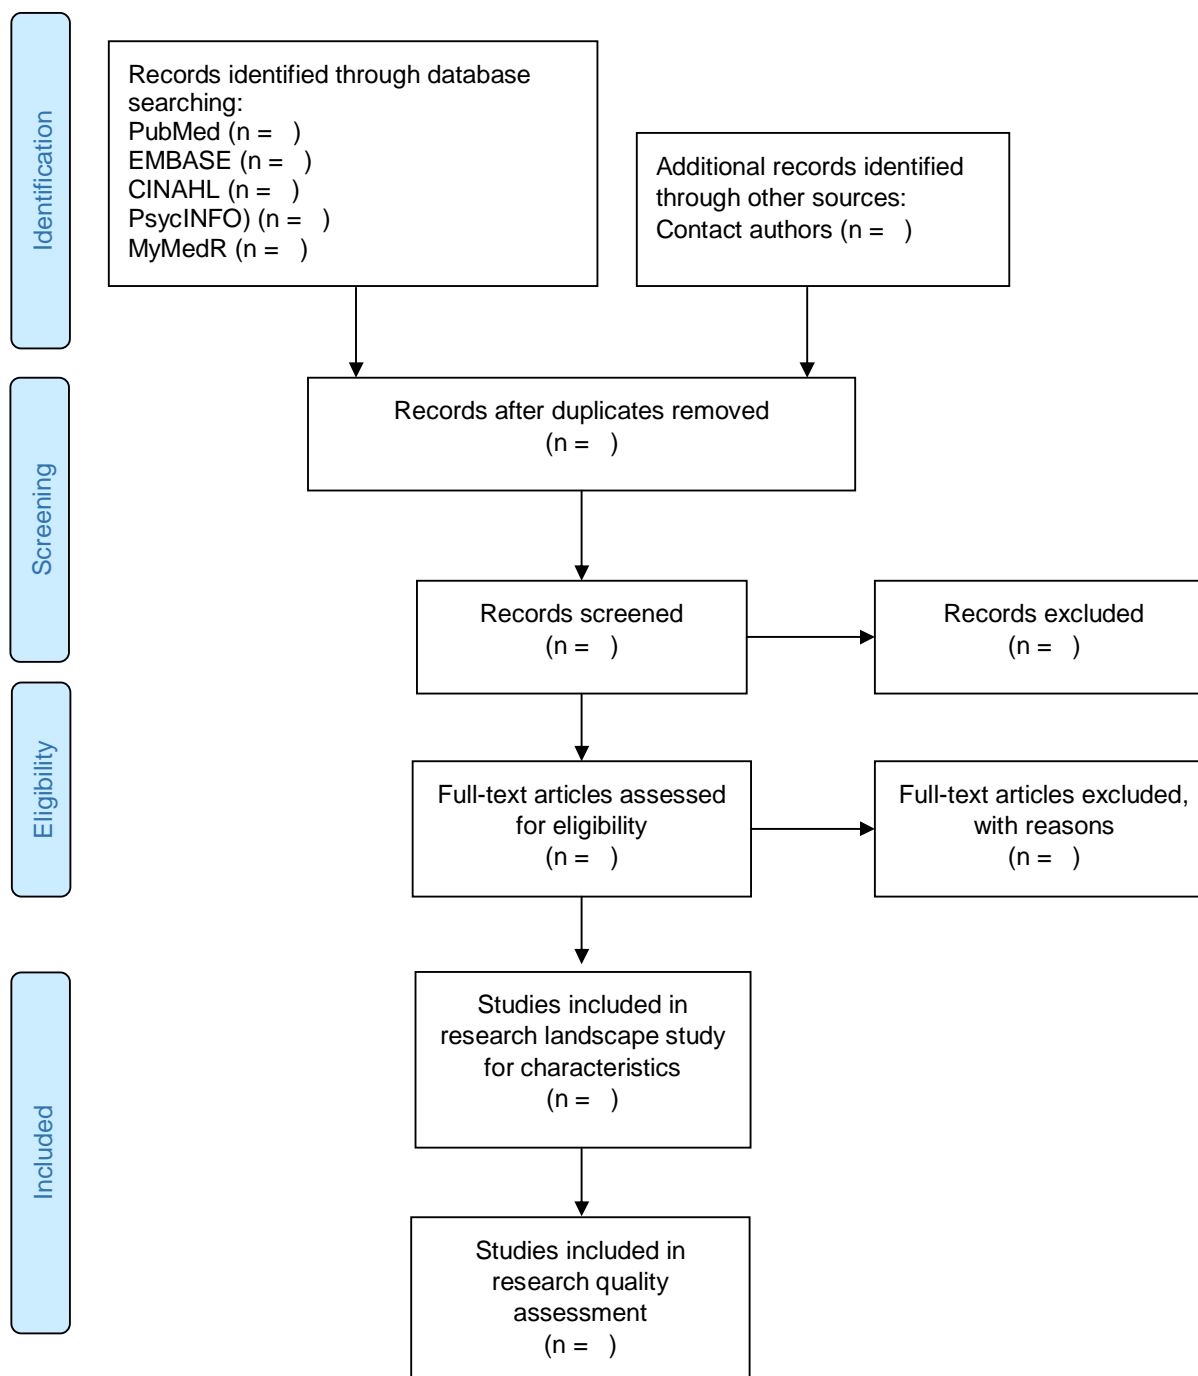 Identification
Records identified through database
searching:
PubMed (n =   )
EMBASE (n =   )
CINAHL (n =   )
PsycINFO) (n =   )
MyMedR (n =   )
Additional records identified
through other sources:
Contact authors (n =   )
Screening
Records after duplicates removed
(n =   )
Records screened
(n =   )
Records excluded
(n =   )
Eligibility
Full-text articles assessed
for eligibility
(n =   )
Full-text articles excluded,
with reasons
(n =   )
Included
Studies included in
research landscape study
for characteristics
(n =   )
Studies included in
research quality
assessment
(n =   )